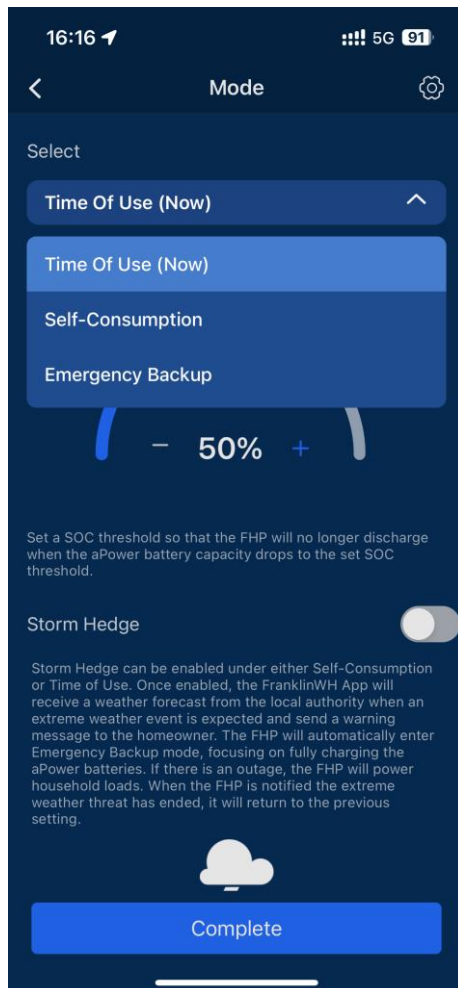 16:16
5G 91
Mode
Select
Time Of Use (Now)
Time Of Use (Now)
Self-Consumption
Emergency Backup
− 50% +
Set a SOC threshold so that the FHP will no longer discharge
when the aPower battery capacity drops to the set SOC
threshold.
Storm Hedge
Storm Hedge can be enabled under either Self-Consumption
or Time of Use. Once enabled, the FranklinWH App will
receive a weather forecast from the local authority when an
extreme weather event is expected and send a warning
message to the homeowner. The FHP will automatically enter
Emergency Backup mode, focusing on fully charging the
aPower batteries. If there is an outage, the FHP will power
household loads. When the FHP is notified the extreme
weather threat has ended, it will return to the previous
setting.
Complete